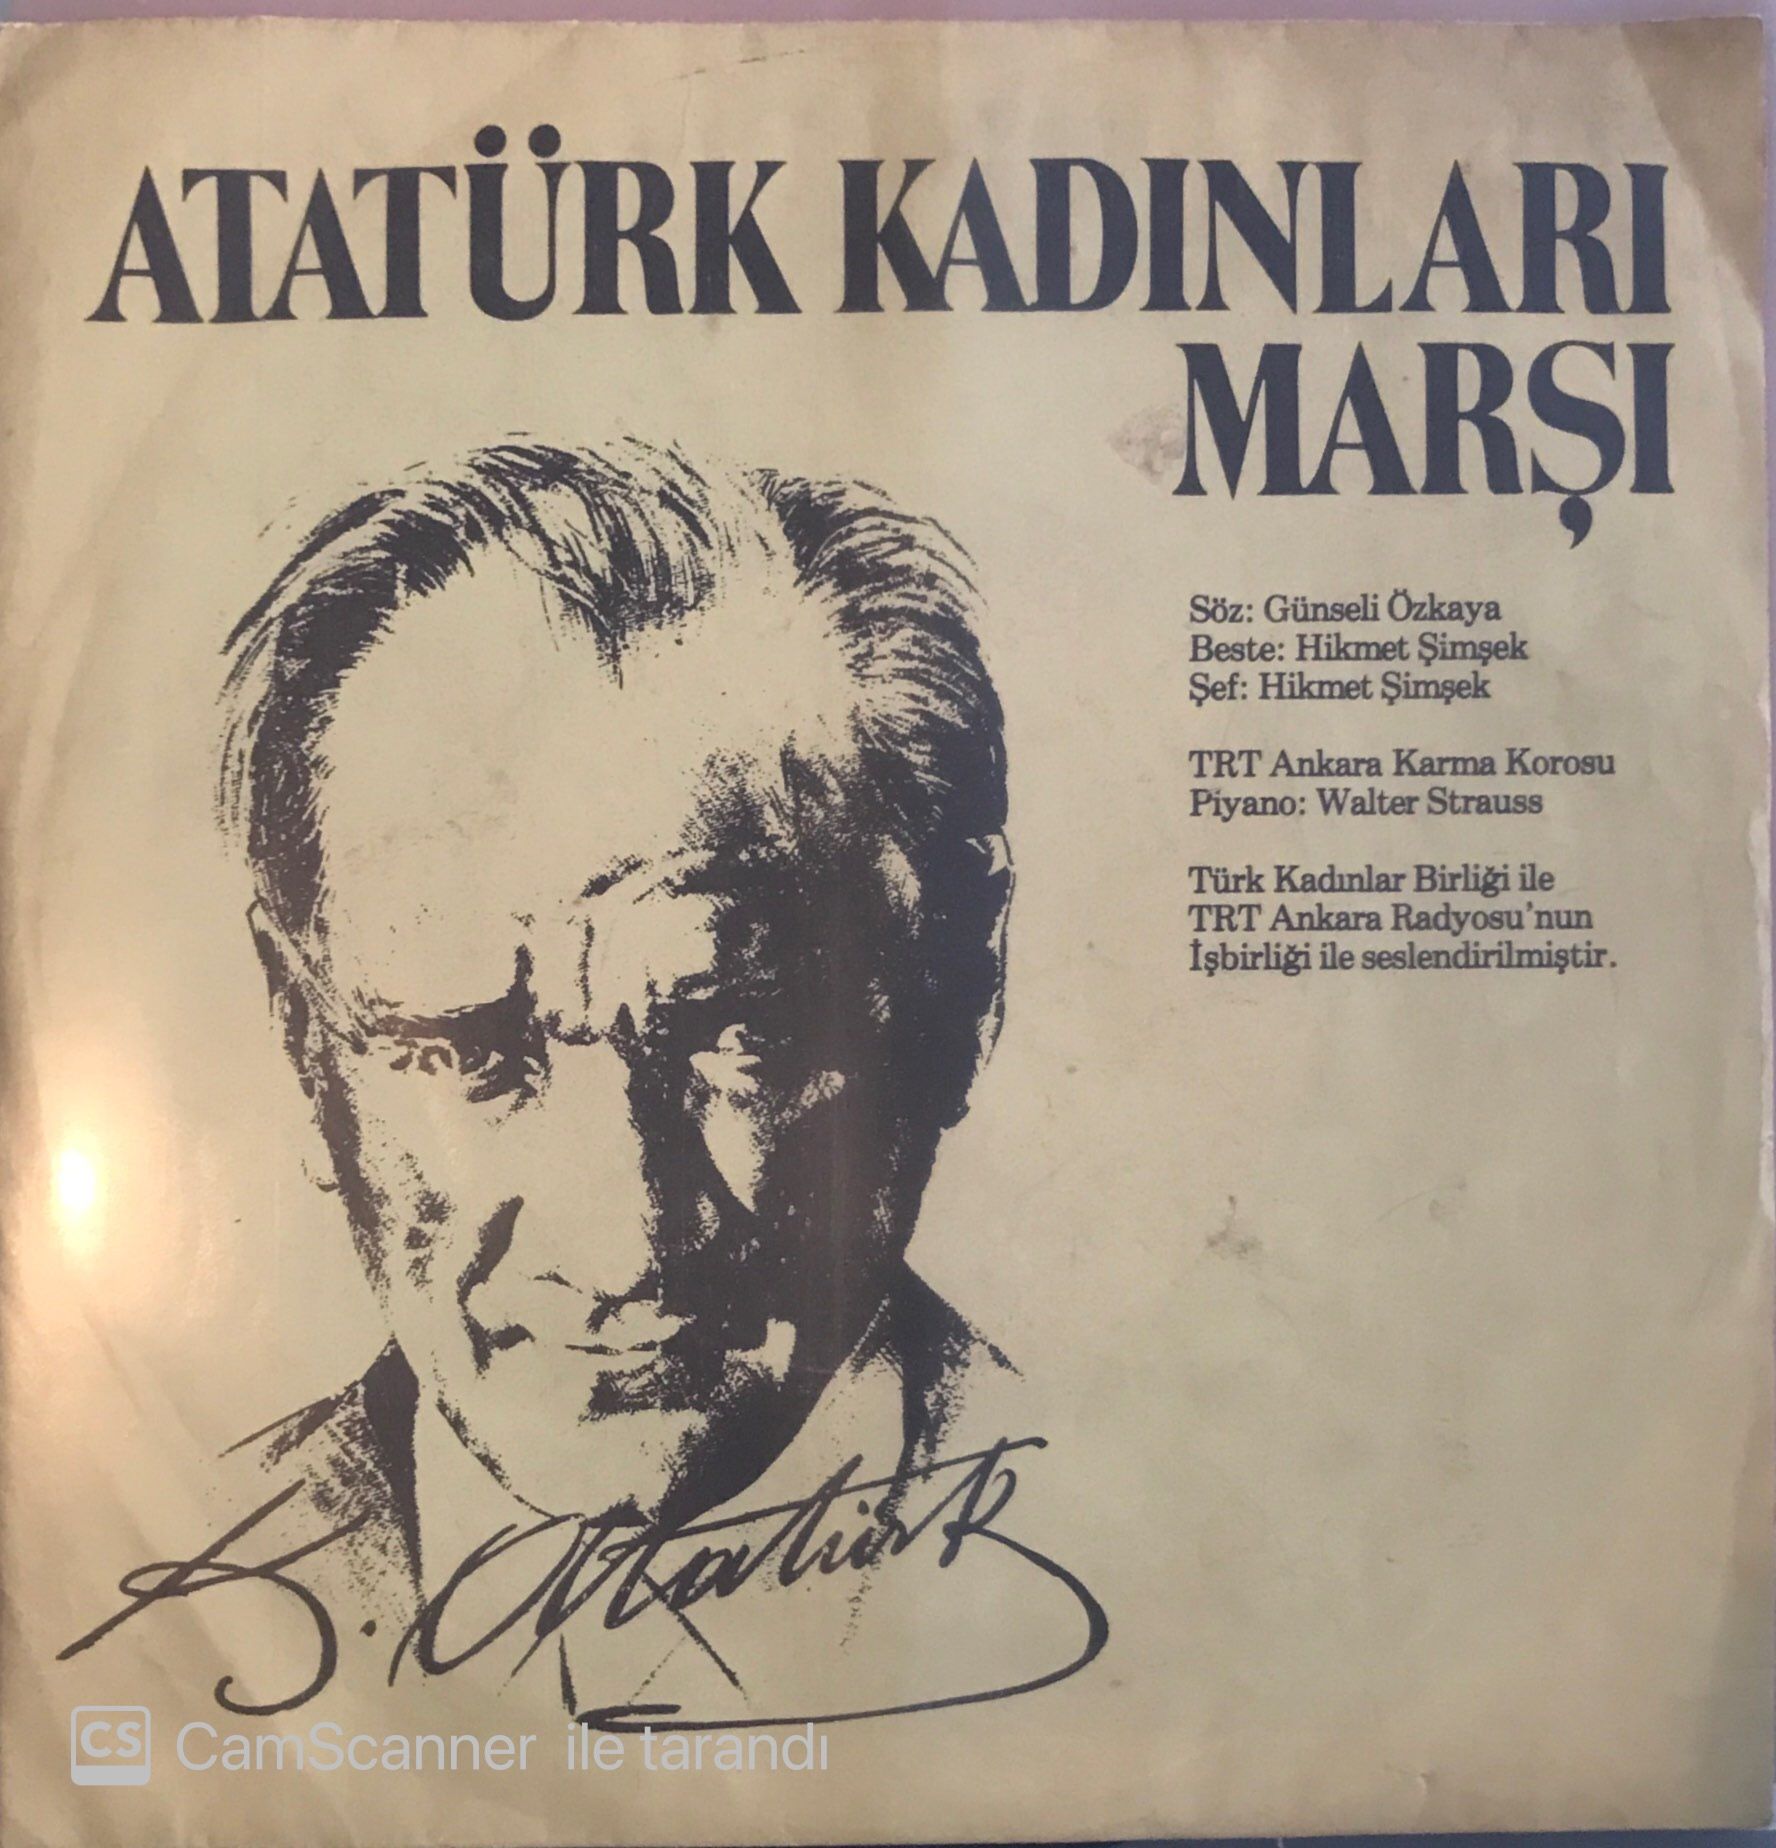 ATATÜRK KADINLARI
MARŞI
Söz: Günseli Özkaya
Beste: Hikmet Şimşek
Şef: Hikmet Şimşek
TRT Ankara Karma Korosu
Piyano: Walter Strauss
Türk Kadınlar Birliği ile
TRT Ankara Radyosu'nun
İşbirliği ile seslendirilmiştir.
K. Atatürk
CS CamScanner ile tarandı